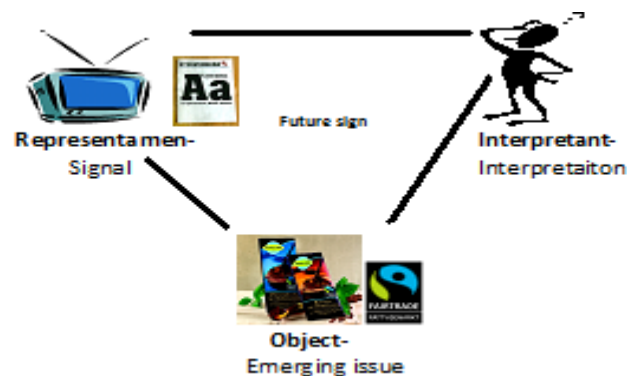 Aa
Future sign
Representamen-
Signal
Interpretant-
Interpretaiton
FAIRTRADE
Object-
Emerging issue